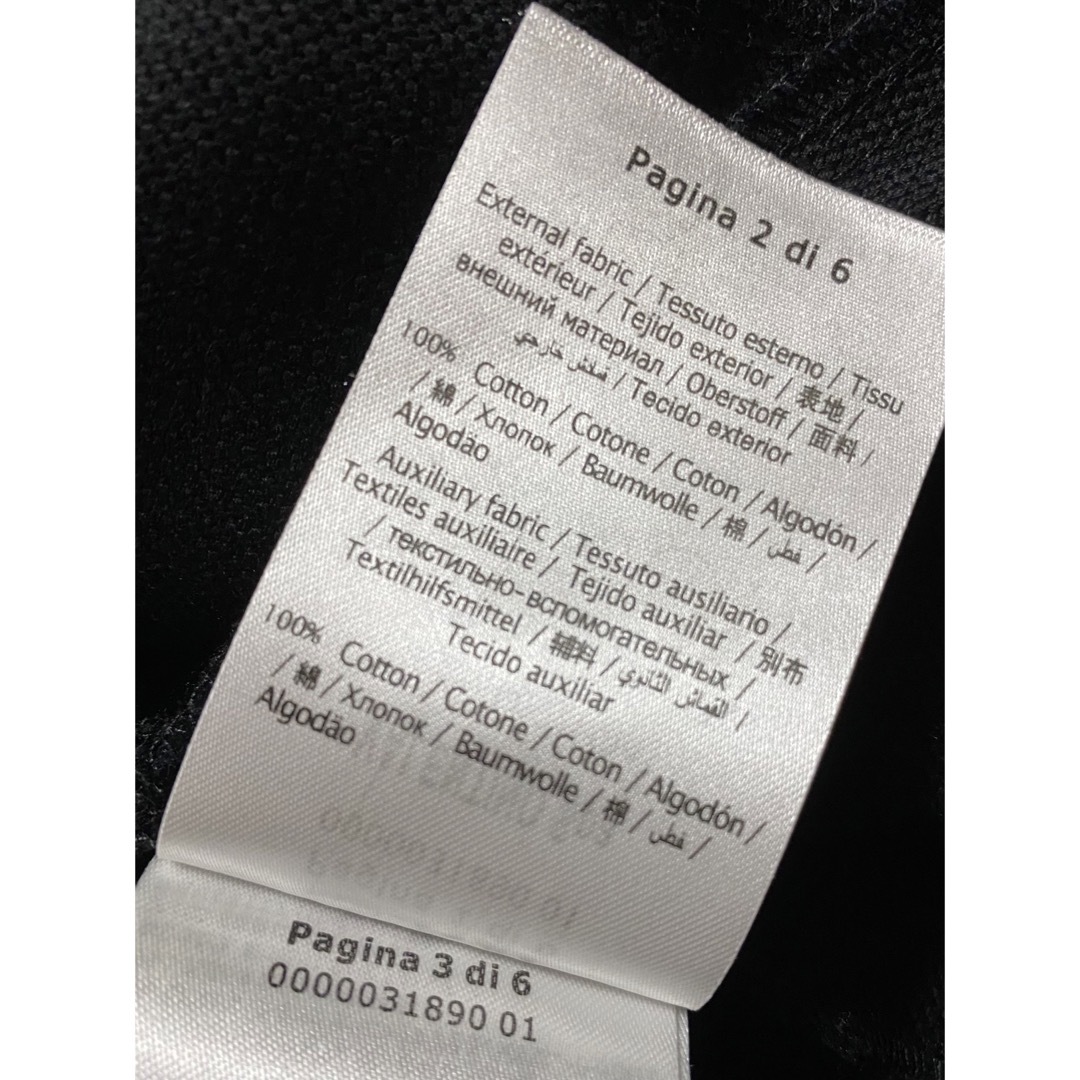 Pagina 2 di 6
External fabric / Tessuto esterno / Tissu
extérieur / Tejido exterior / 表地 /
внешний материал / Oberstoff / 面料 /
قماش خارجي / Tecido exterior
100% Cotton / Cotone / Coton / Algodón /
/ 綿 / Хлопок / Baumwolle / 棉 / قطن /
Algodão
Auxiliary fabric / Tessuto ausiliario /
Textiles auxiliaire / Tejido auxiliar / 別布
/ текстильно-вспомогательных /
Textilhilfsmittel / 辅料 / القماش الثانوي /
Tecido auxiliar
100% Cotton / Cotone / Coton / Algodón /
/ 綿 / Хлопок / Baumwolle / 棉 / قطن /
Algodão
Pagina 3 di 6
0000031890 01